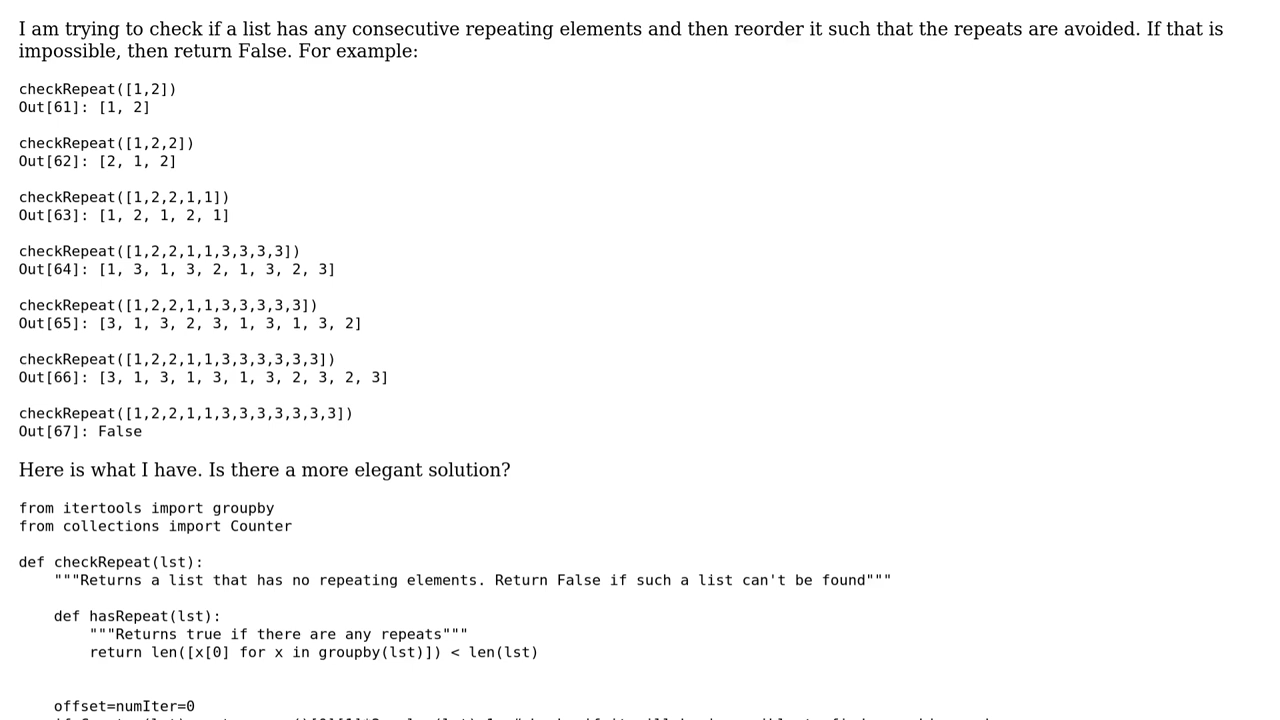 I am trying to check if a list has any consecutive repeating elements and then reorder it such that the repeats are avoided. If that is
impossible, then return False. For example:
checkRepeat([1,2])
Out[61]: [1, 2]
checkRepeat([1,2,2])
Out[62]: [2, 1, 2]
checkRepeat([1,2,2,1,1])
Out[63]: [1, 2, 1, 2, 1]
checkRepeat([1,2,2,1,1,3,3,3,3])
Out[64]: [1, 3, 1, 3, 2, 1, 3, 2, 3]
checkRepeat([1,2,2,1,1,3,3,3,3,3])
Out[65]: [3, 1, 3, 2, 3, 1, 3, 1, 3, 2]
checkRepeat([1,2,2,1,1,3,3,3,3,3,3])
Out[66]: [3, 1, 3, 1, 3, 1, 3, 2, 3, 2, 3]
checkRepeat([1,2,2,1,1,3,3,3,3,3,3,3])
Out[67]: False
Here is what I have. Is there a more elegant solution?
from itertools import groupby
from collections import Counter
def checkRepeat(lst):
    """Returns a list that has no repeating elements. Return False if such a list can't be found"""
    def hasRepeat(lst):
        """Returns true if there are any repeats"""
        return len([x[0] for x in groupby(lst)]) < len(lst)
    offset=numIter=0